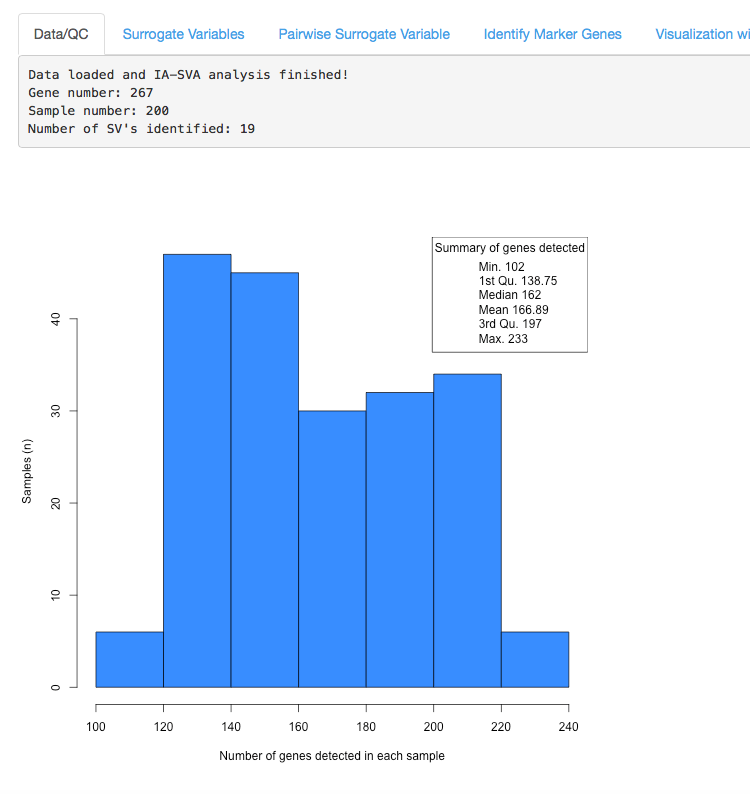 Data/QC Surrogate Variables Pairwise Surrogate Variable Identify Marker Genes Visualization wi
Data loaded and IA-SVA analysis finished!
Gene number: 267
Sample number: 200
Number of SV's identified: 19
Summary of genes detected
Min. 102
1st Qu. 138.75
Median 162
Mean 166.89
3rd Qu. 197
Max. 233
Samples (n)
40
30
20
10
0
100 120 140 160 180 200 220 240
Number of genes detected in each sample